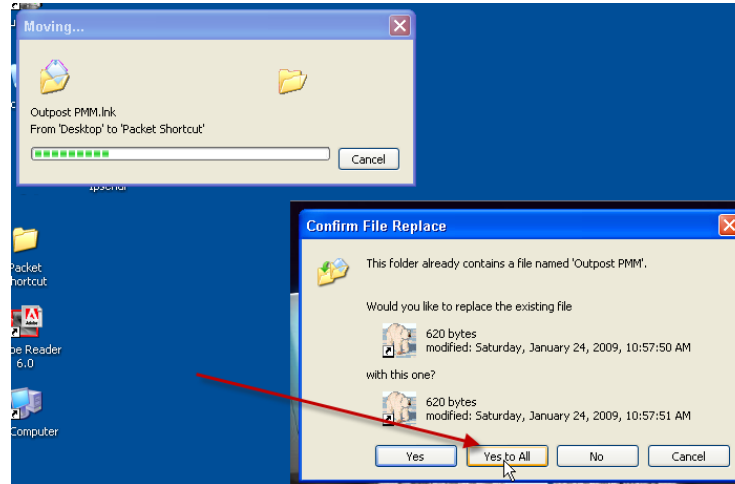 Moving...
Outpost PMM.lnk
From 'Desktop' to 'Packet Shortcut'
Cancel
Confirm File Replace
This folder already contains a file named 'Outpost PMM'.
Would you like to replace the existing file
620 bytes
modified: Saturday, January 24, 2009, 10:57:50 AM
with this one?
620 bytes
modified: Saturday, January 24, 2009, 10:57:51 AM
Yes
Yes to All
No
Cancel
Packet
hortcut
be Reader
6.0
Computer